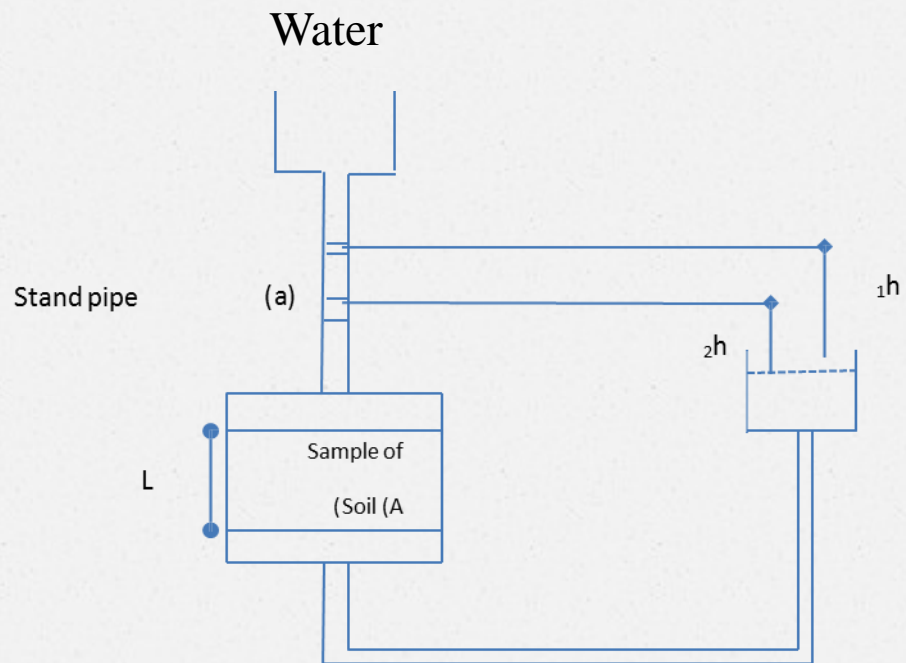 Water
Stand pipe
(a)
₁h
₂h
Sample of
(Soil (A
L